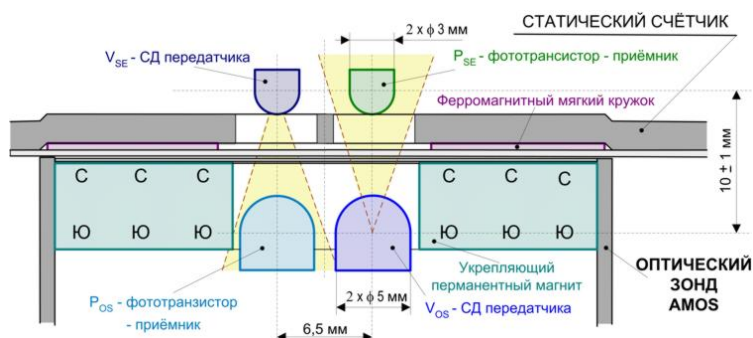 СТАТИЧЕСКИЙ СЧЁТЧИК
2 x ϕ 3 мм
V_SE - СД передатчика
P_SE - фототранзистор - приёмник
Ферромагнитный мягкий кружок
10 ± 1 мм
С С С
С С С
Ю Ю Ю
Ю Ю Ю
Укрепляющий
перманентный магнит
ОПТИЧЕСКИЙ
ЗОНД
AMOS
P_OS - фототранзистор
- приёмник
2 x ϕ 5 мм
V_OS - СД передатчика
6,5 мм